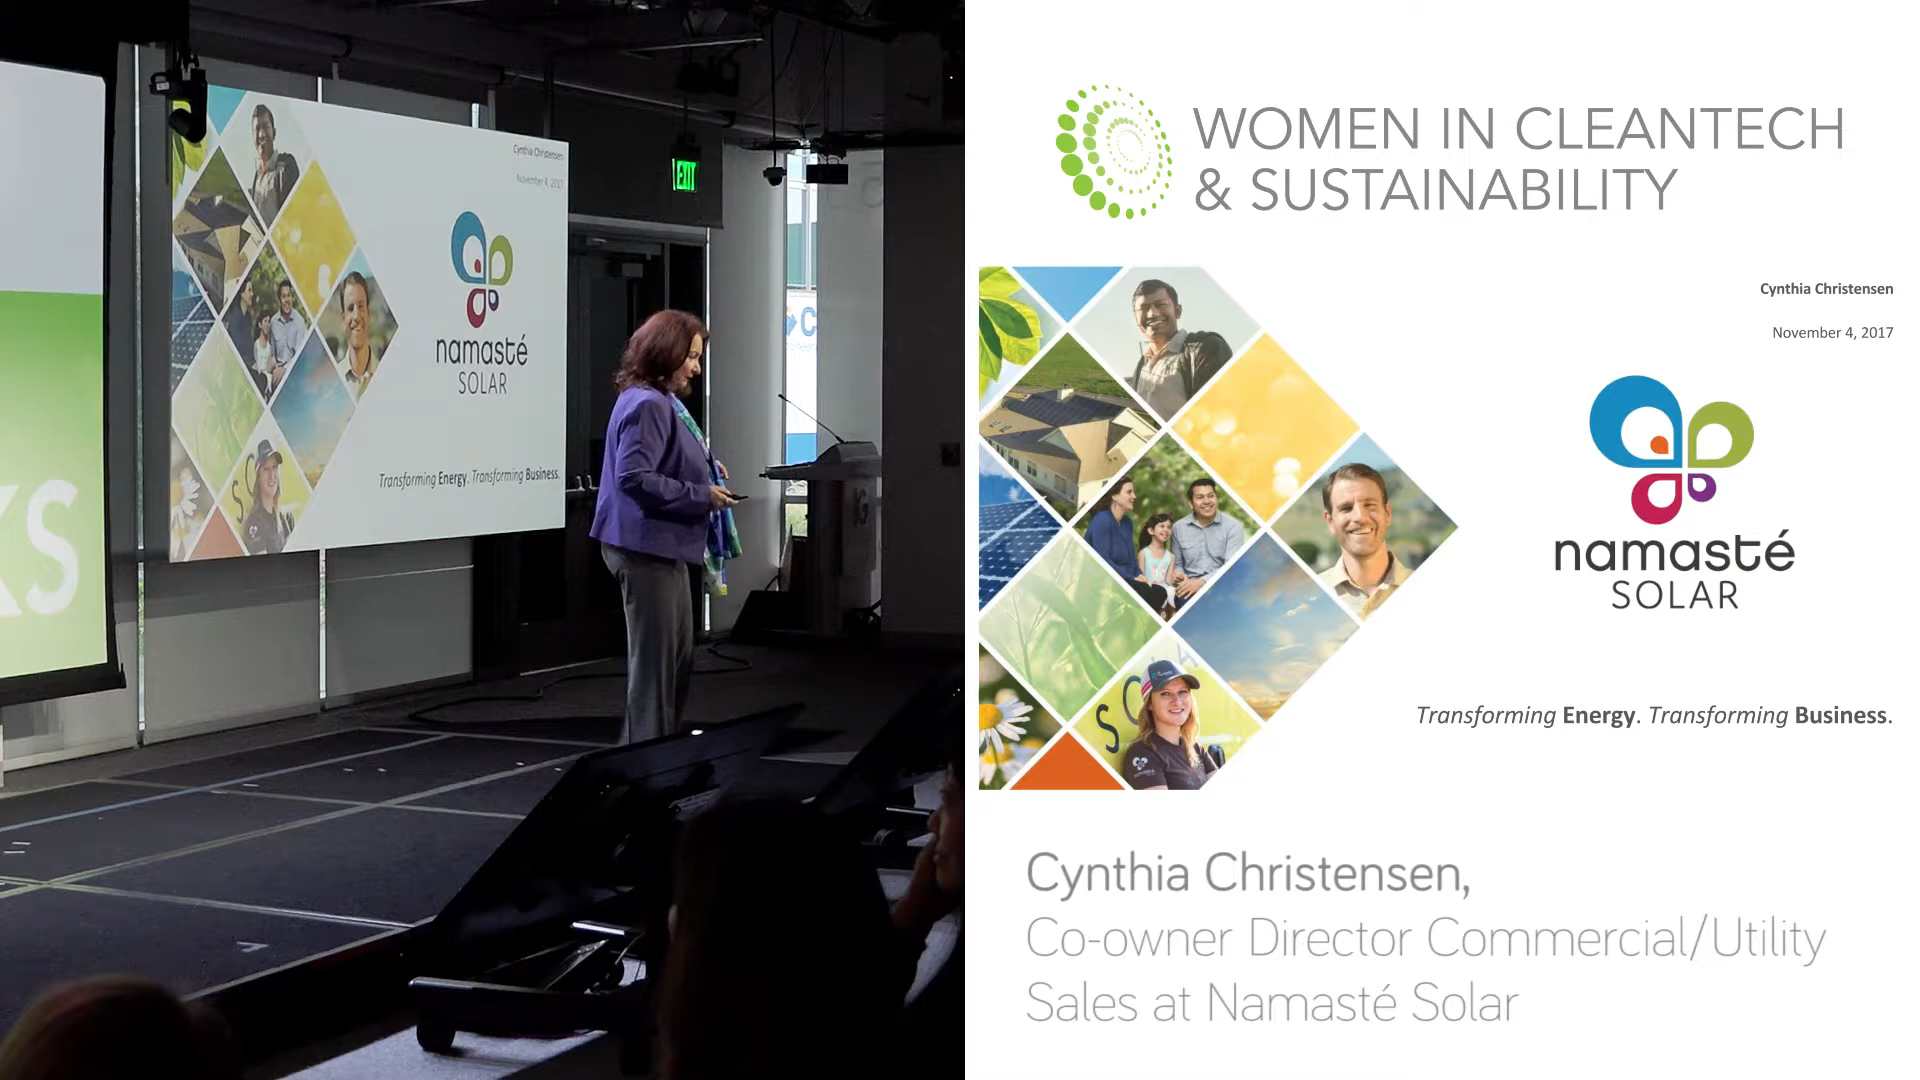 KS
Cynthia Christensen
November 4, 2017
namasté
SOLAR
Transforming Energy. Transforming Business.
EXIT
C
WOMEN IN CLEANTECH
& SUSTAINABILITY
Cynthia Christensen
November 4, 2017
namasté
SOLAR
Transforming Energy. Transforming Business.
Cynthia Christensen,
Co-owner Director Commercial/Utility
Sales at Namasté Solar